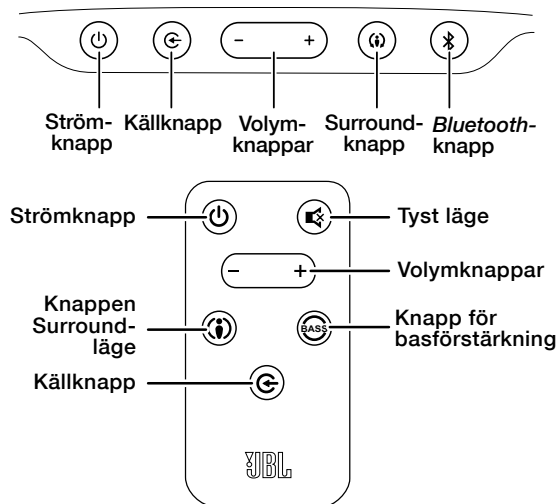 Ström-
knapp
Källknapp
Volym-
knappar
Surround-
knapp
Bluetooth-
knapp
Strömknapp
Tyst läge
Volymknappar
Knappen
Surround-
läge
BASS
Knapp för
basförstärkning
Källknapp
JBL